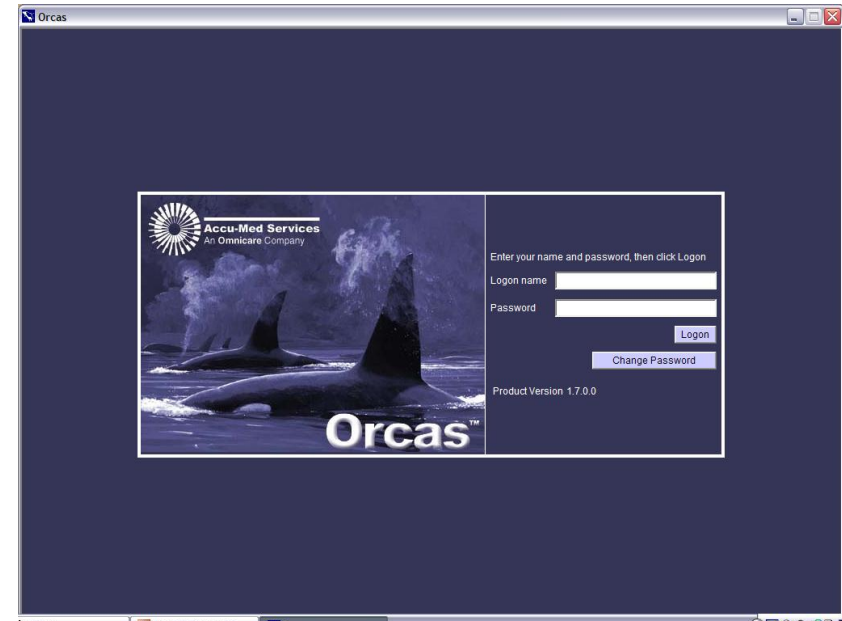 Orcas
Accu-Med Services
An Omnicare Company
Enter your name and password, then click Logon
Logon name
Password
Logon
Change Password
Product Version 1.7.0.0
Orcas™